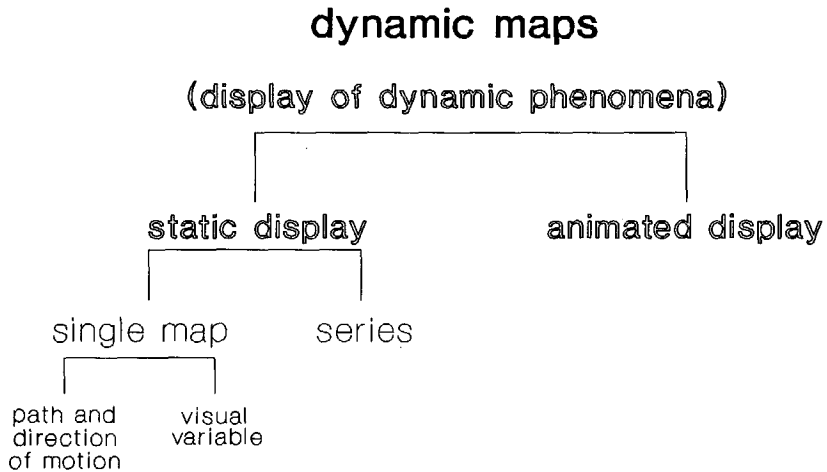 dynamic maps
(display of dynamic phenomena)
static display
animated display
single map
series
path and
direction
of motion
visual
variable